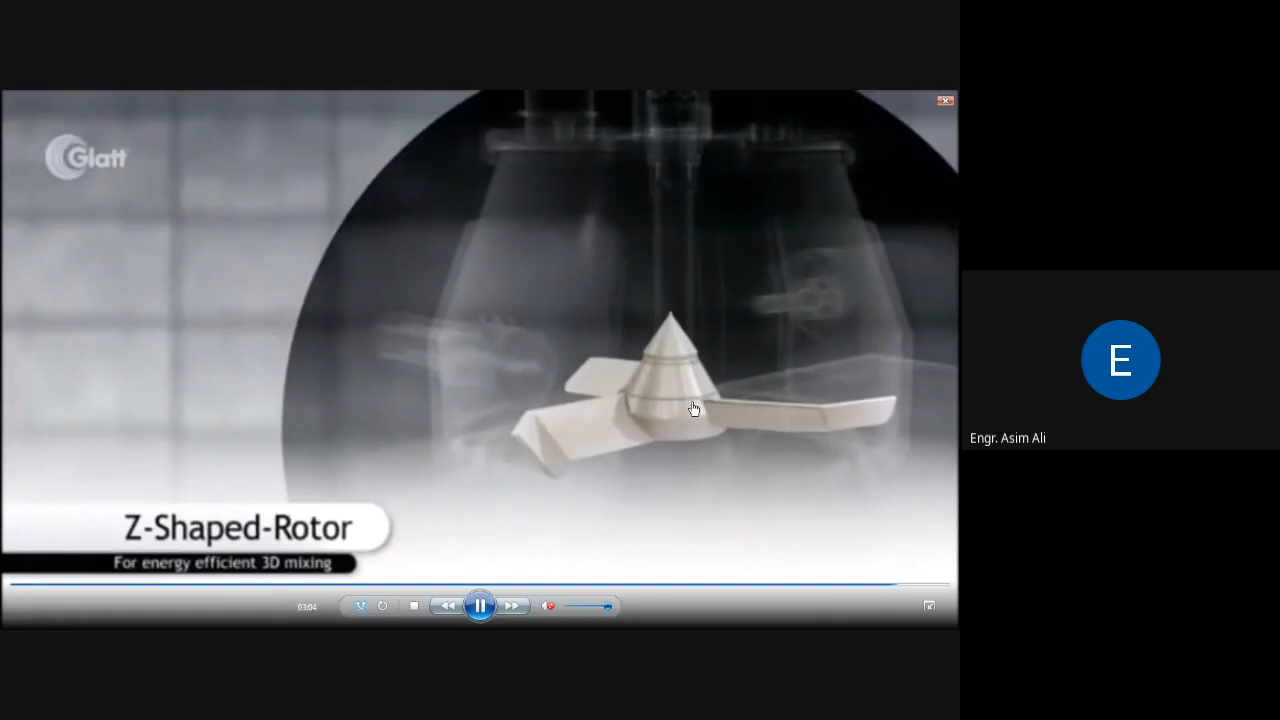 Glatt
Z-Shaped-Rotor
For energy efficient 3D mixing
03:04
E
Engr. Asim Ali